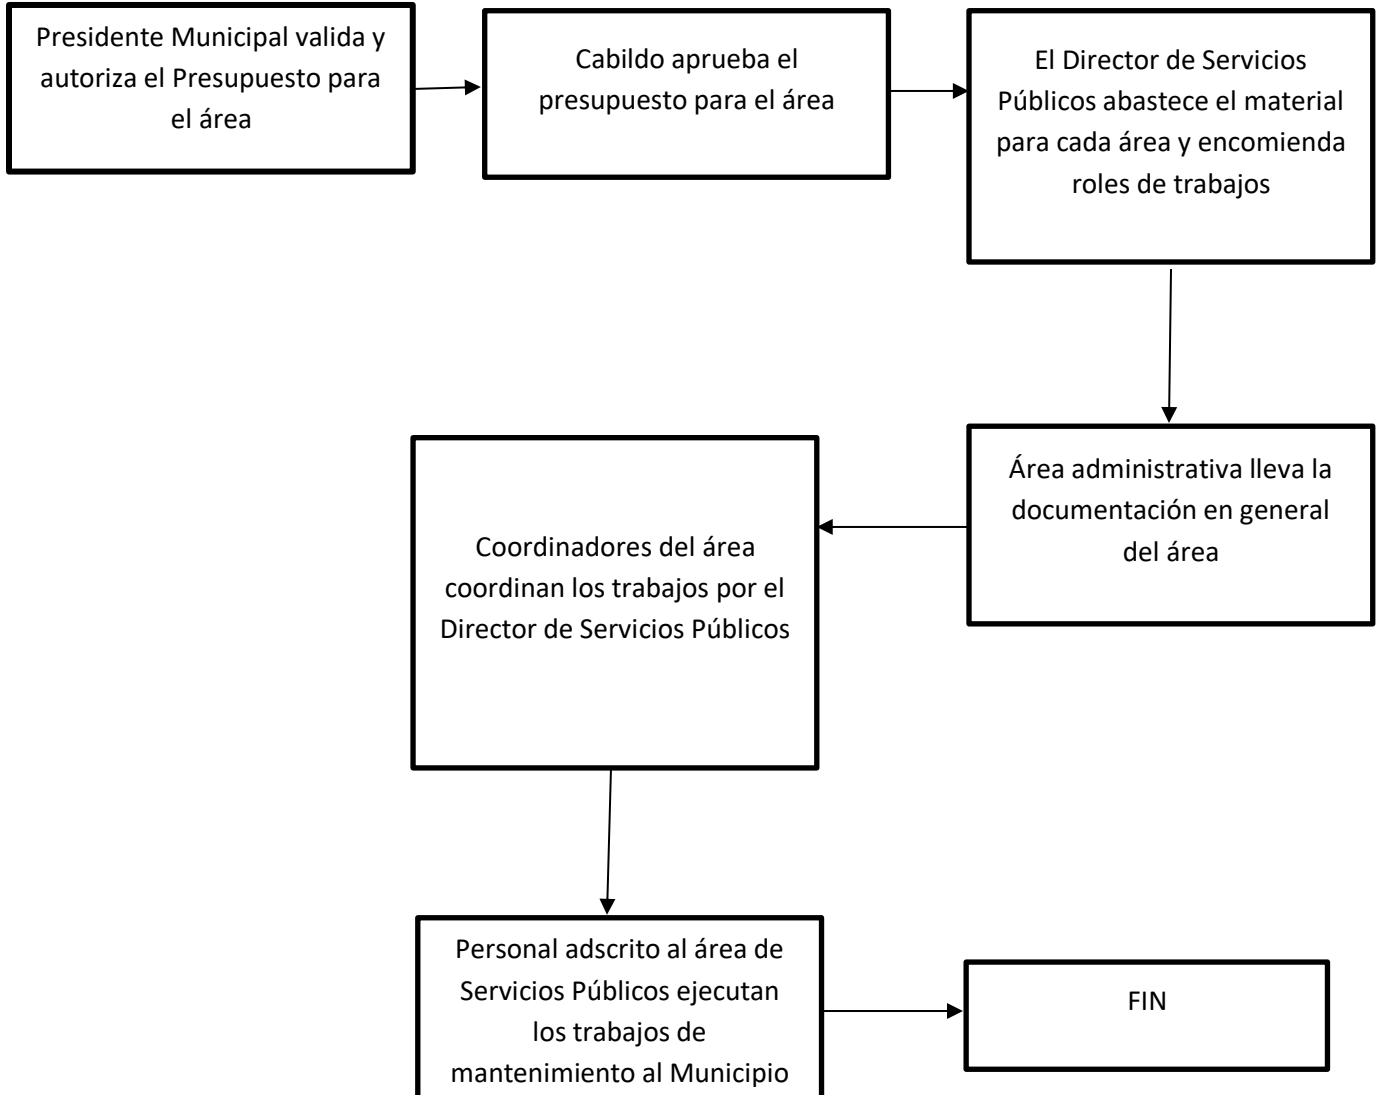 Presidente Municipal valida y
autoriza el Presupuesto para
el área
Cabildo aprueba el
presupuesto para el área
El Director de Servicios
Públicos abastece el material
para cada área y encomienda
roles de trabajos
Área administrativa lleva la
documentación en general
del área
Coordinadores del área
coordinan los trabajos por el
Director de Servicios Públicos
Personal adscrito al área de
Servicios Públicos ejecutan
los trabajos de
mantenimiento al Municipio
FIN